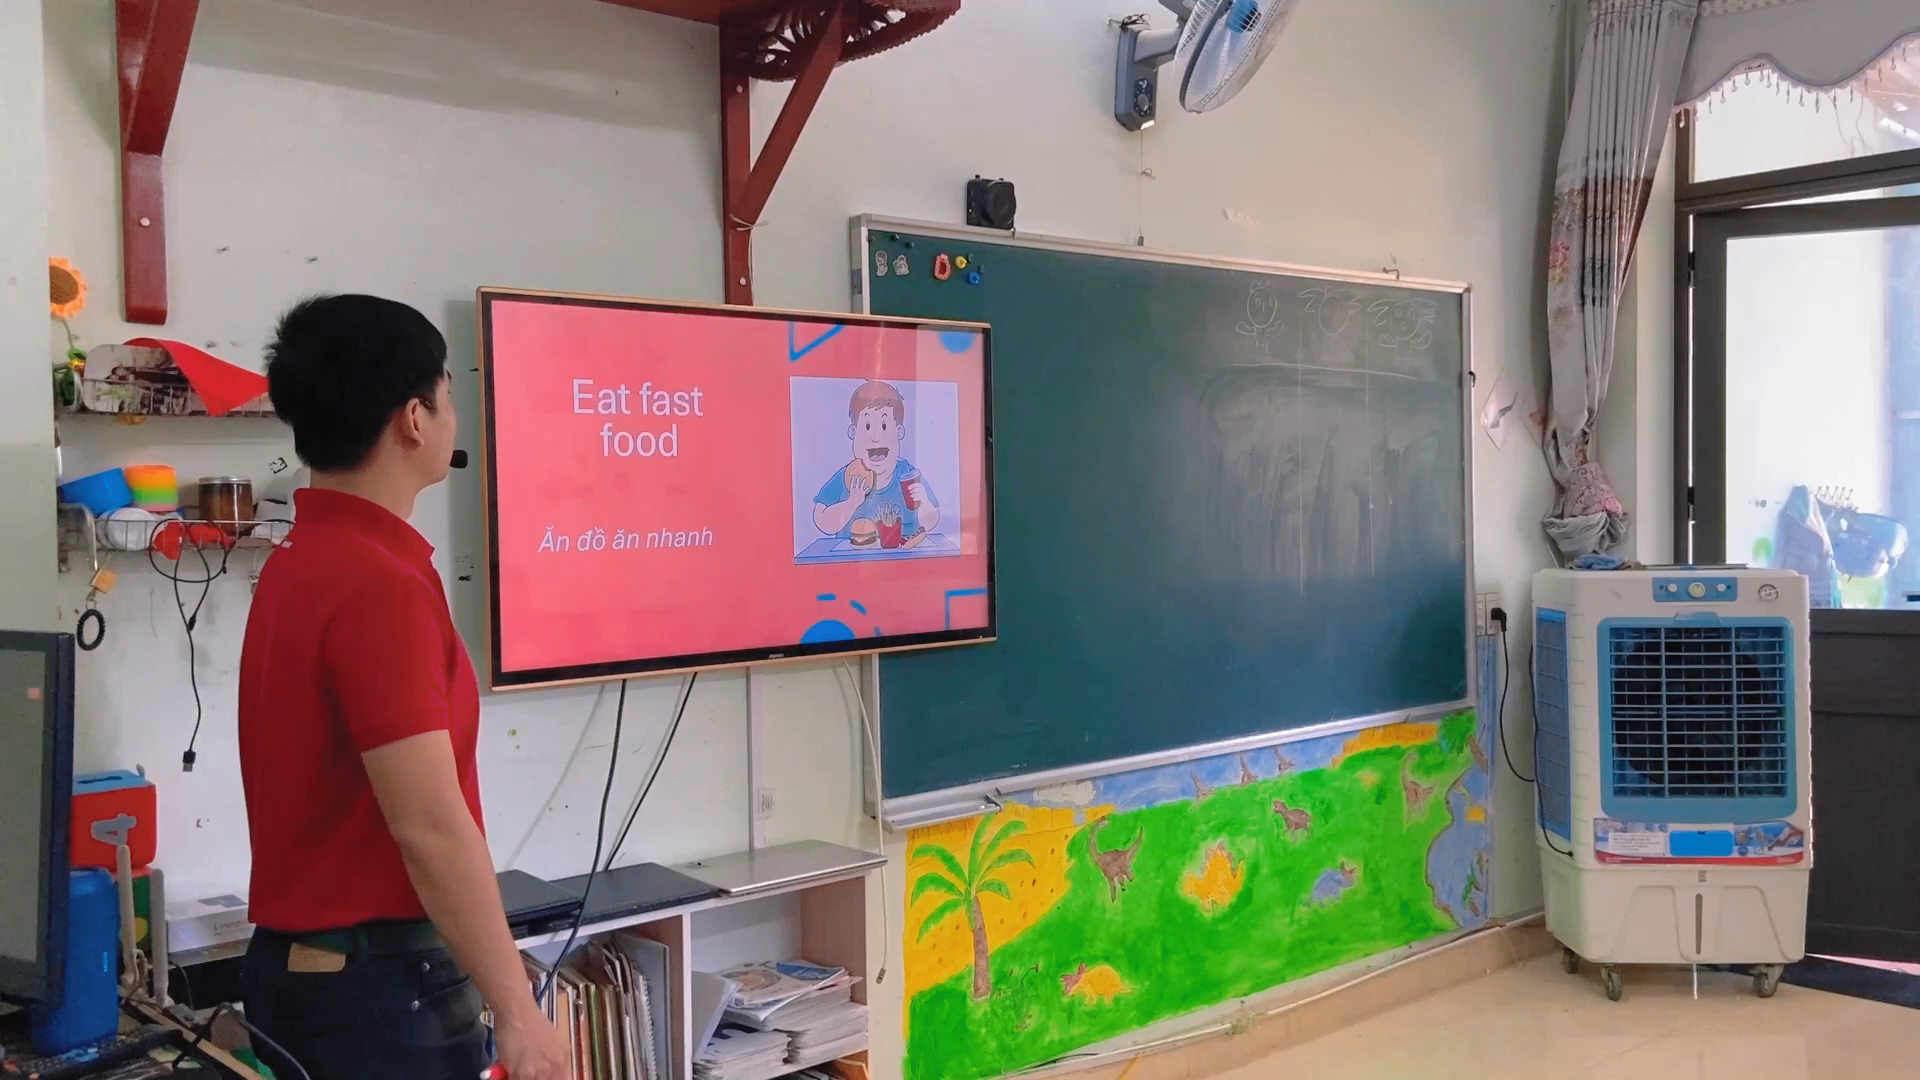 Eat fast
food
Ăn đồ ăn nhanh